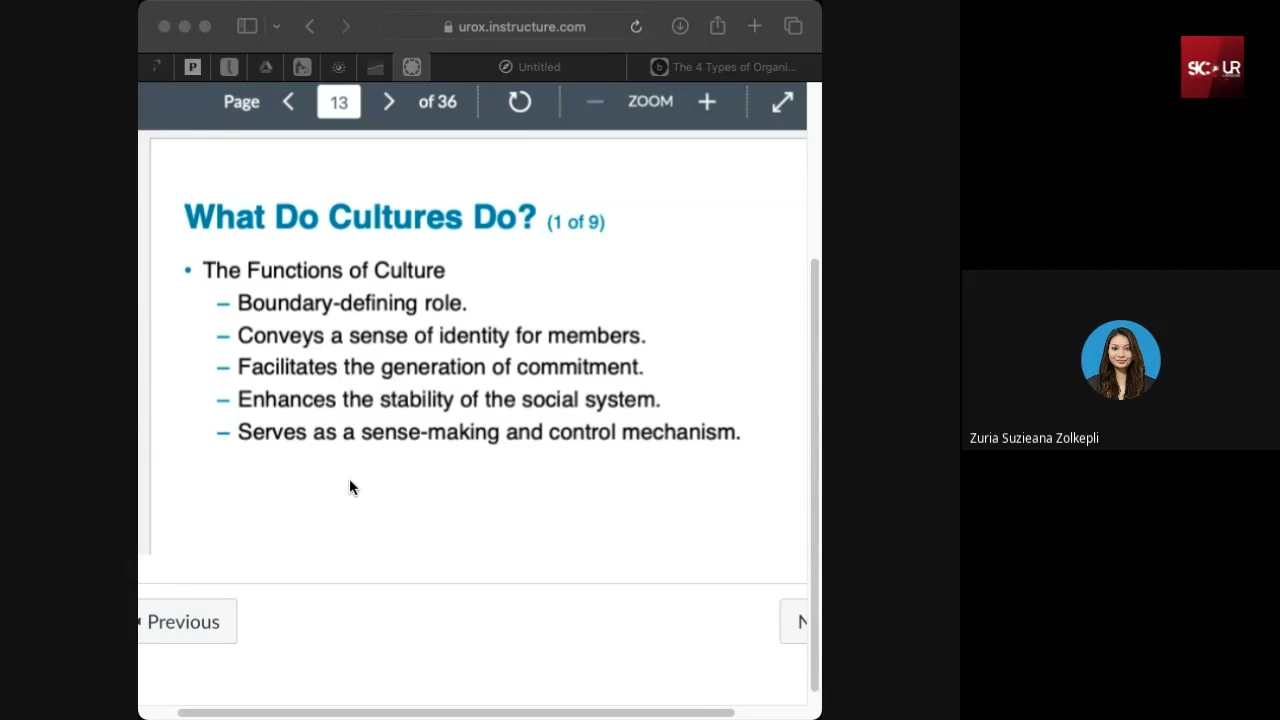 urox.instructure.com
P
Untitled
b
The 4 Types of Organi...
Page
13
of 36
ZOOM
What Do Cultures Do? (1 of 9)
• The Functions of Culture
– Boundary-defining role.
– Conveys a sense of identity for members.
– Facilitates the generation of commitment.
– Enhances the stability of the social system.
– Serves as a sense-making and control mechanism.
Previous
N
Zuria Suzieana Zolkepli
UR